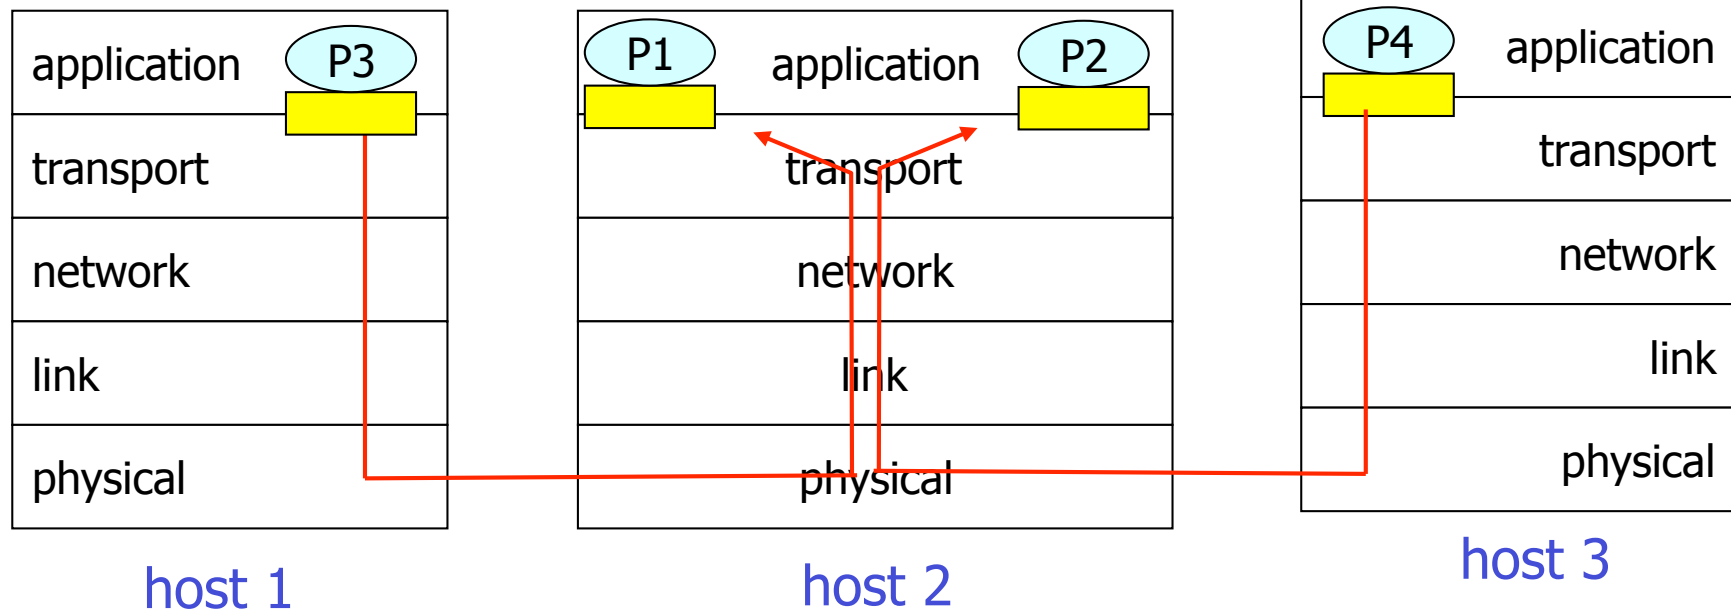 application
P3
transport
network
link
physical
host 1
P1
application
P2
transport
network
link
physical
host 2
P4
application
transport
network
link
physical
host 3